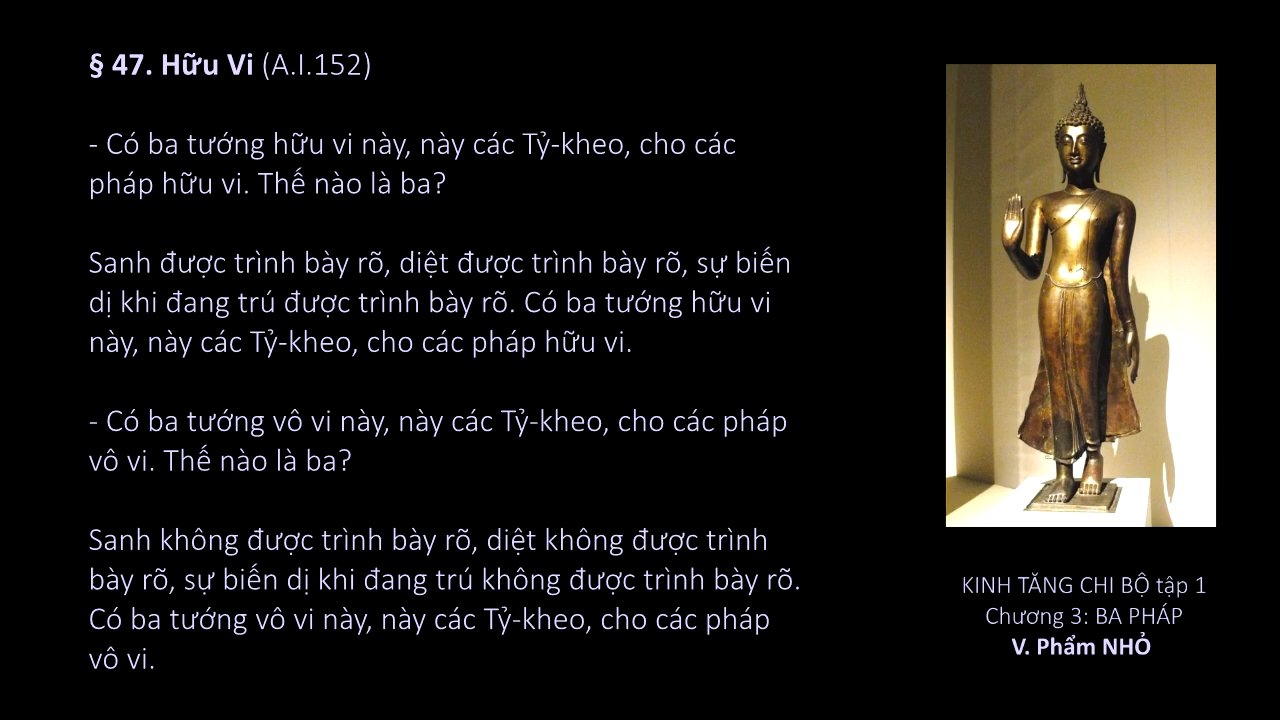 § 47. Hữu Vi (A.I.152)
- Có ba tướng hữu vi này, này các Tỷ-kheo, cho các
pháp hữu vi. Thế nào là ba?
Sanh được trình bày rõ, diệt được trình bày rõ, sự biến
dị khi đang trú được trình bày rõ. Có ba tướng hữu vi
này, này các Tỷ-kheo, cho các pháp hữu vi.
- Có ba tướng vô vi này, này các Tỷ-kheo, cho các pháp
vô vi. Thế nào là ba?
Sanh không được trình bày rõ, diệt không được trình
bày rõ, sự biến dị khi đang trú không được trình bày rõ.
Có ba tướng vô vi này, này các Tỷ-kheo, cho các pháp
vô vi.
KINH TĂNG CHI BỘ tập 1
Chương 3: BA PHÁP
V. Phẩm NHỎ